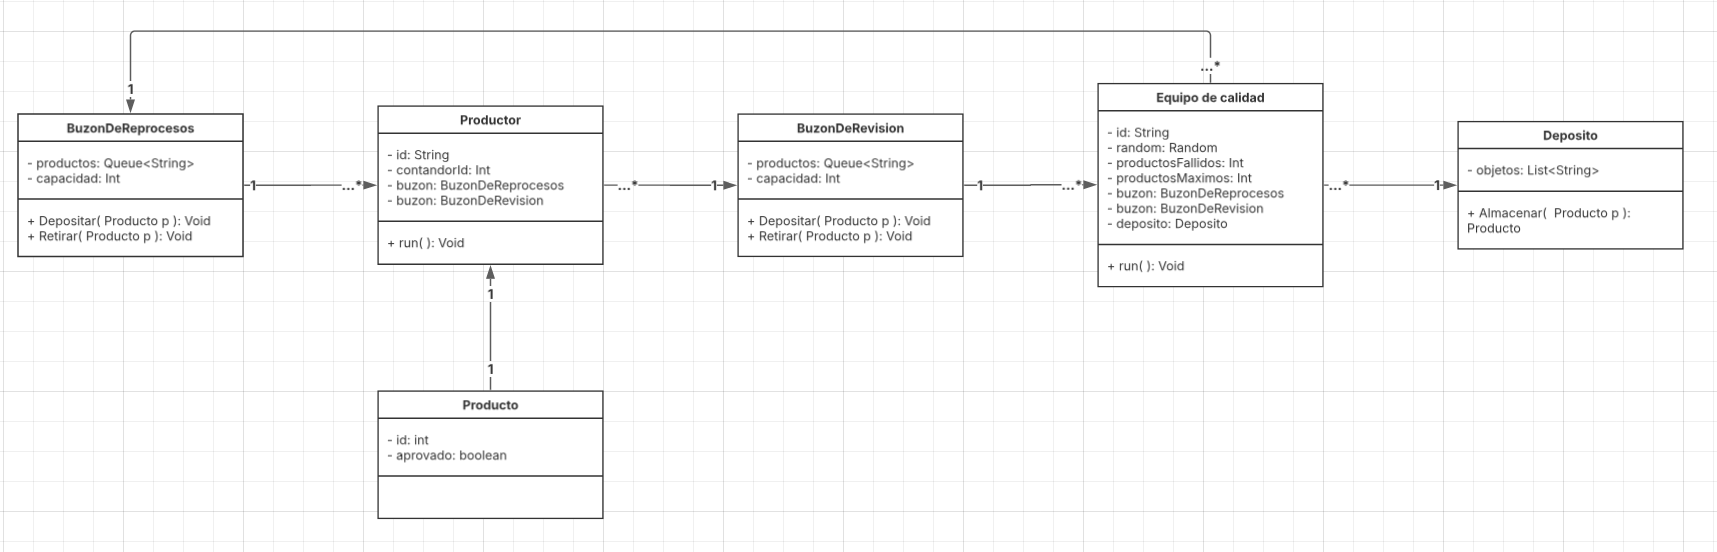 ...*
1
BuzonDeReprocesos
- productos: Queue<String>
- capacidad: Int
+ Depositar( Producto p ): Void
+ Retirar( Producto p ): Void
1
...*
Productor
- id: String
- contandorId: Int
- buzon: BuzonDeReprocesos
- buzon: BuzonDeRevision
+ run( ): Void
...*
1
BuzonDeRevision
- productos: Queue<String>
- capacidad: Int
+ Depositar( Producto p ): Void
+ Retirar( Producto p ): Void
1
...*
Equipo de calidad
- id: String
- random: Random
- productosFallidos: Int
- productosMaximos: Int
- buzon: BuzonDeReprocesos
- buzon: BuzonDeRevision
- deposito: Deposito
+ run( ): Void
...*
1
Deposito
- objetos: List<String>
+ Almacenar(  Producto p ):
Producto
1
1
Producto
- id: int
- aprovado: boolean